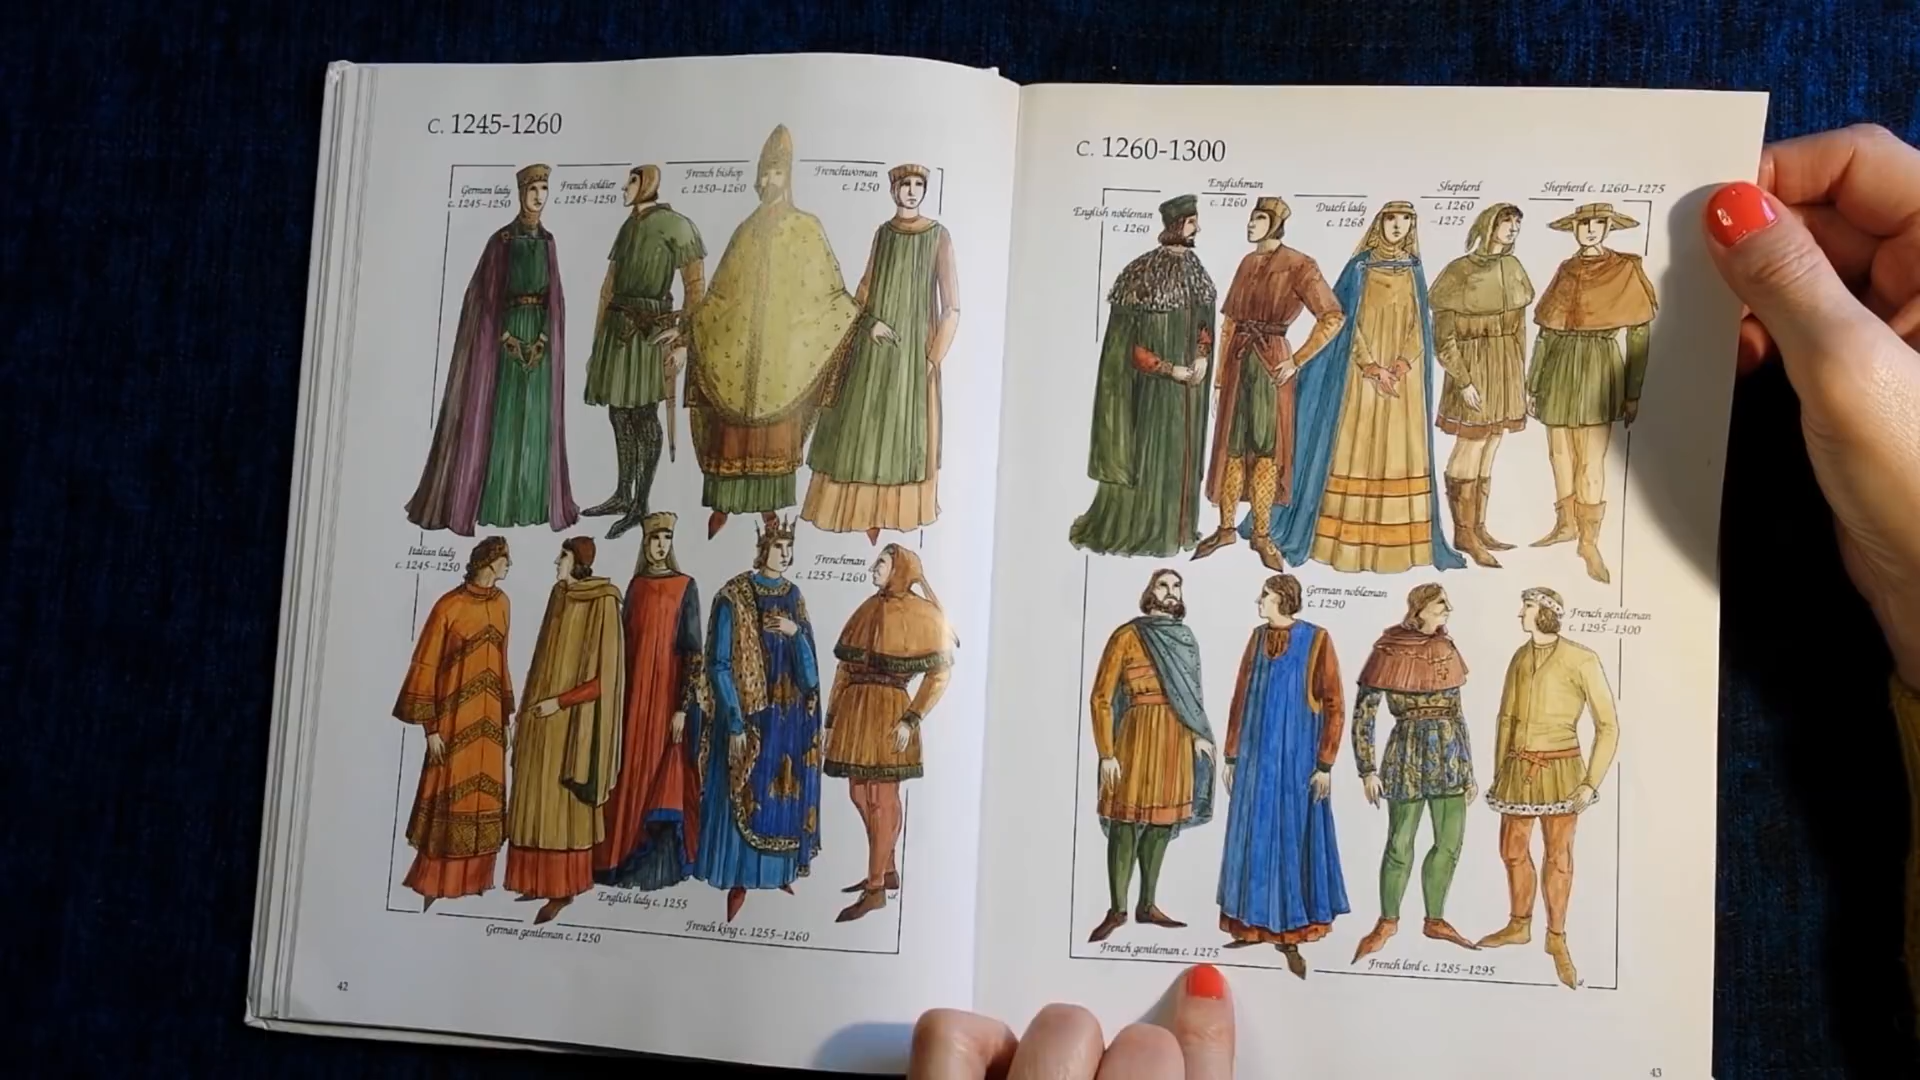 c. 1245-1260
German lady
c. 1245–1250
French soldier
c. 1245–1250
French bishop
c. 1250–1260
Frenchwoman
c. 1250
Italian lady
c. 1245–1250
Frenchman
c. 1255–1260
English lady c. 1255
German gentleman c. 1250
French king c. 1255–1260
42
c. 1260-1300
English nobleman
c. 1260
Englishman
c. 1260
Dutch lady
c. 1268
Shepherd
c. 1260
–1275
Shepherd c. 1260–1275
German nobleman
c. 1290
French gentleman
c. 1295–1300
French gentleman c. 1275
French lord c. 1285–1295
43